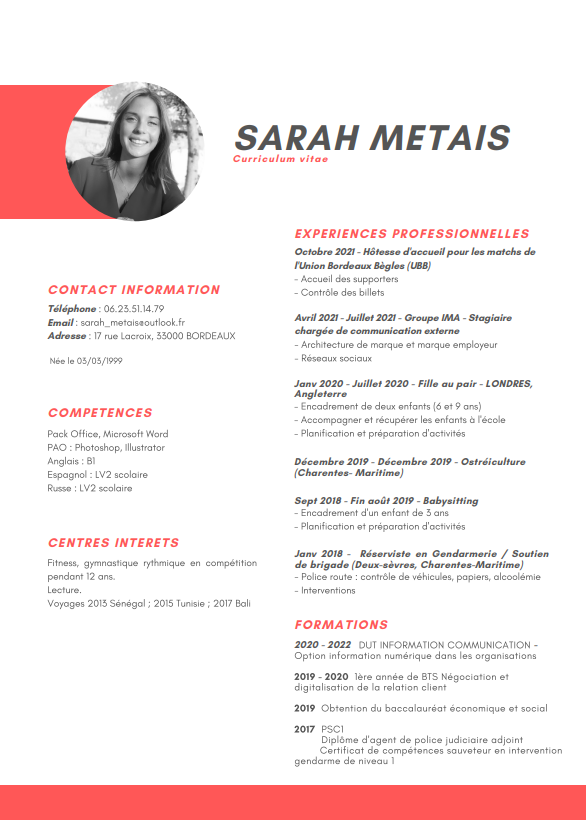 SARAH METAIS
Curriculum vitae
CONTACT INFORMATION
Téléphone : 06.23.51.14.79
Email : sarah_metais@outlook.fr
Adresse : 17 rue Lacroix, 33000 BORDEAUX
Née le 03/03/1999
COMPETENCES
Pack Office, Microsoft Word
PAO : Photoshop, Illustrator
Anglais : B1
Espagnol : LV2 scolaire
Russe : LV2 scolaire
CENTRES INTERETS
Fitness, gymnastique rythmique en compétition
pendant 12 ans.
Lecture.
Voyages 2013 Sénégal ; 2015 Tunisie ; 2017 Bali
EXPERIENCES PROFESSIONNELLES
Octobre 2021 - Hôtesse d'accueil pour les matchs de
l'Union Bordeaux Bègles (UBB)
- Accueil des supporters
- Contrôle des billets
Avril 2021 - Juillet 2021 - Groupe IMA - Stagiaire
chargée de communication externe
- Architecture de marque et marque employeur
- Réseaux sociaux
Janv 2020 - Juillet 2020 - Fille au pair - LONDRES,
Angleterre
- Encadrement de deux enfants (6 et 9 ans)
- Accompagner et récupérer les enfants à l'école
- Planification et préparation d'activités
Décembre 2019 - Décembre 2019 - Ostréiculture
(Charentes- Maritime)
Sept 2018 - Fin août 2019 - Babysitting
- Encadrement d'un enfant de 3 ans
- Planification et préparation d'activités
Janv 2018 - Réserviste en Gendarmerie / Soutien
de brigade (Deux-sèvres, Charentes-Maritime)
- Police route : contrôle de véhicules, papiers, alcoolémie
- Interventions
FORMATIONS
2020 - 2022 DUT INFORMATION COMMUNICATION -
Option information numérique dans les organisations
2019 - 2020 1ère année de BTS Négociation et
digitalisation de la relation client
2019 Obtention du baccalauréat économique et social
2017 PSC1
Diplôme d'agent de police judiciaire adjoint
Certificat de compétences sauveteur en intervention
gendarme de niveau 1